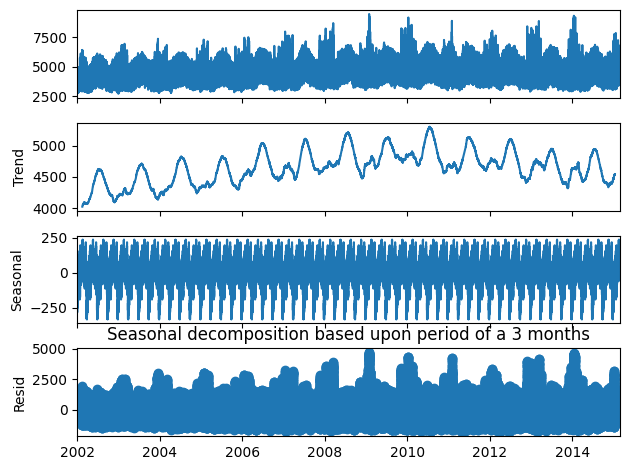 7500
5000
2500
Trend
5000
4500
4000
Seasonal
250
0
−250
Seasonal decomposition based upon period of a 3 months
Resid
5000
2500
0
2002 2004 2006 2008 2010 2012 2014